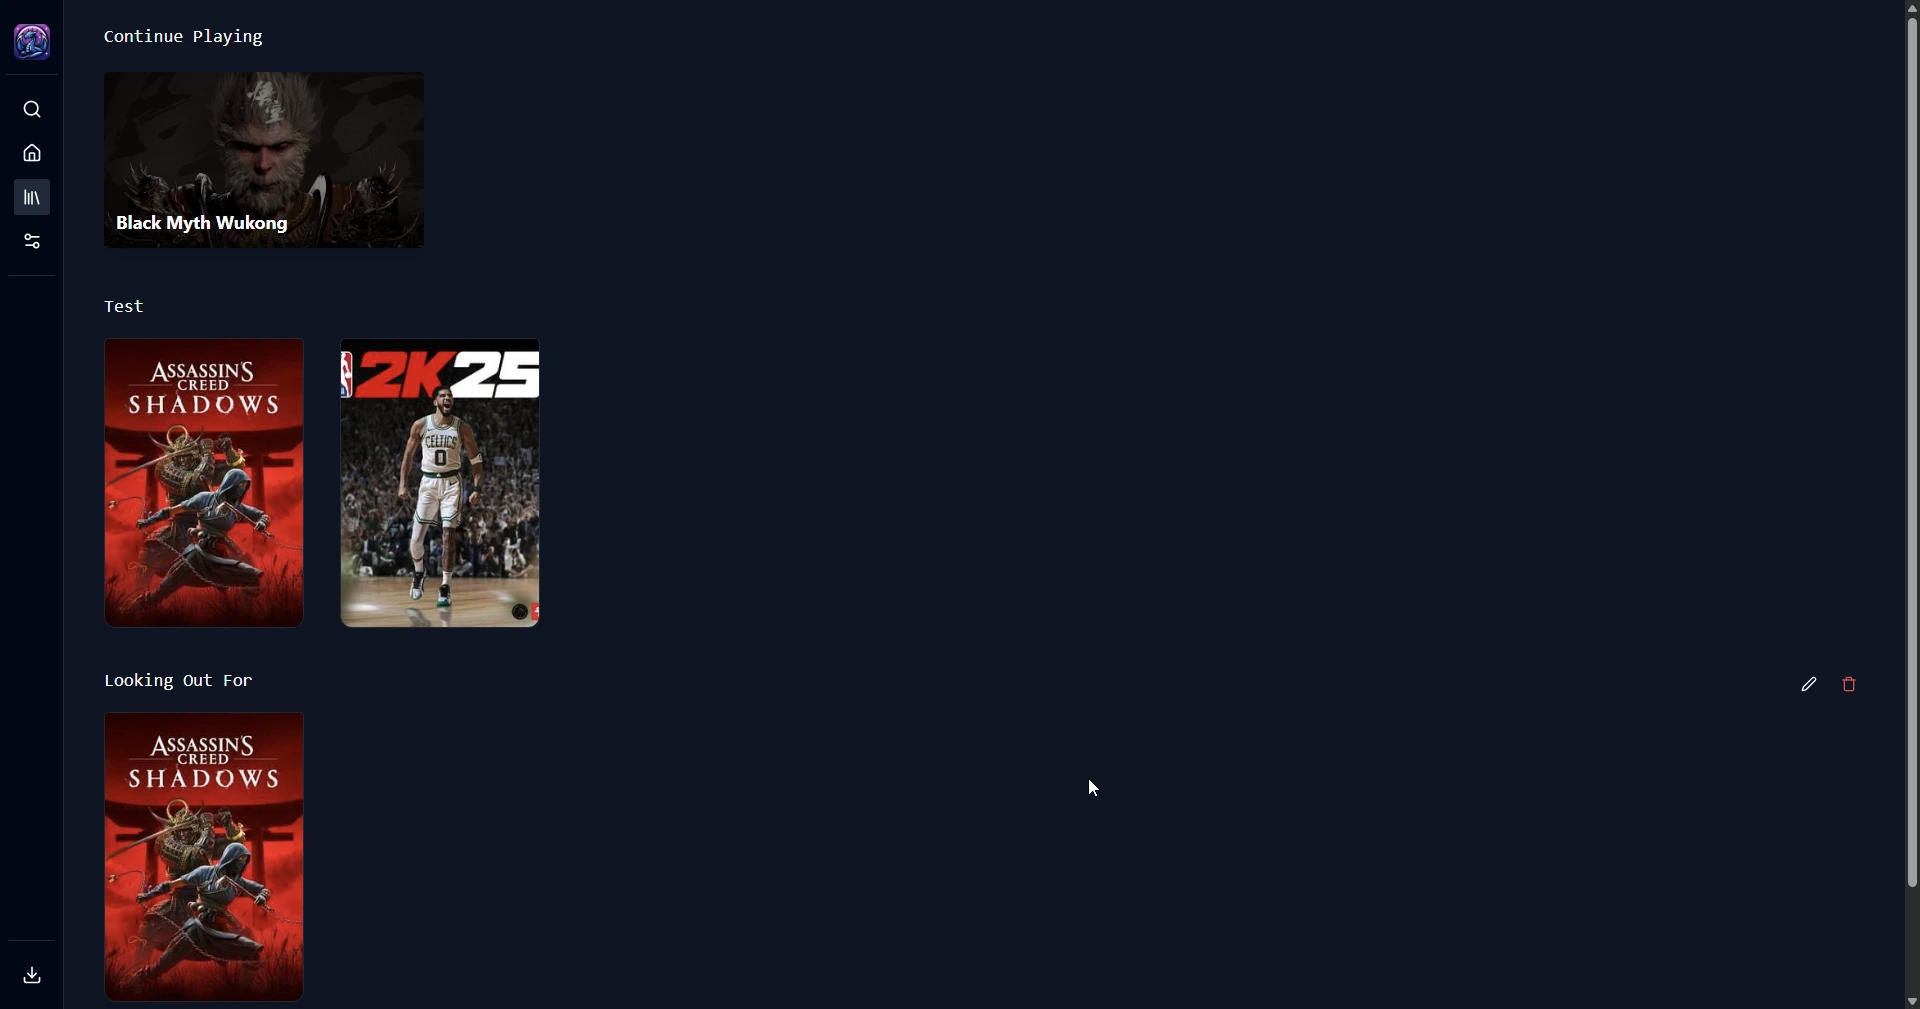 Continue Playing
Black Myth Wukong
Test
ASSASSIN'S
CREED
SHADOWS
2K25
CELTICS
0
Looking Out For
ASSASSIN'S
CREED
SHADOWS